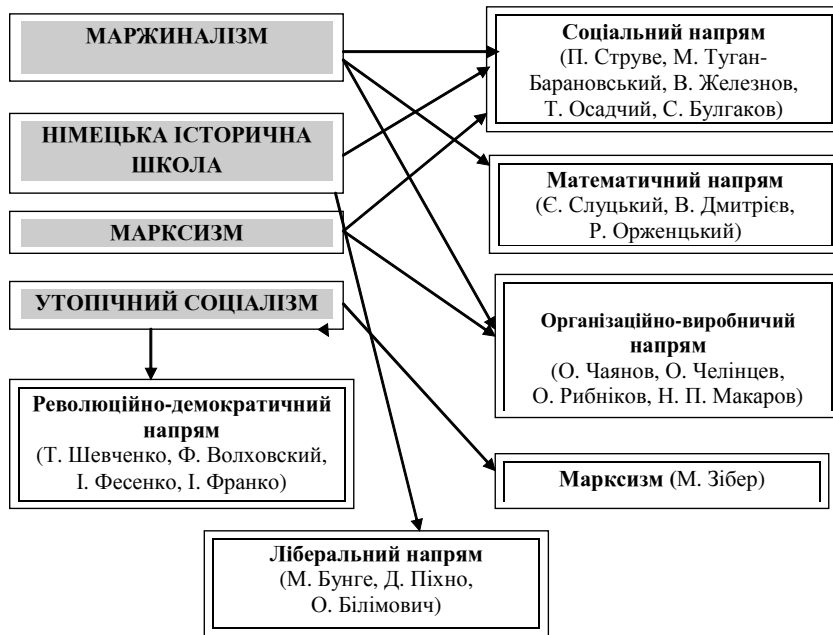 МАРЖИНАЛІЗМ
НІМЕЦЬКА ІСТОРИЧНА
ШКОЛА
МАРКСИЗМ
УТОПІЧНИЙ СОЦІАЛІЗМ
Соціальний напрям
(П. Струве, М. Туган-
Барановський, В. Железнов,
Т. Осадчий, С. Булгаков)
Математичний напрям
(Є. Слуцький, В. Дмитрієв,
Р. Орженцький)
Організаційно-виробничий
напрям
(О. Чаянов, О. Челінцев,
О. Рибніков, Н. П. Макаров)
Революційно-демократичний
напрям
(Т. Шевченко, Ф. Волховский,
І. Фесенко, І. Франко)
Марксизм (М. Зібер)
Ліберальний напрям
(М. Бунге, Д. Піхно,
О. Білімович)